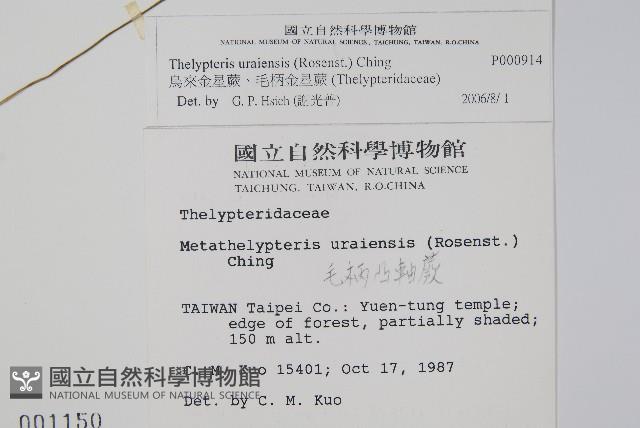 國立自然科學博物館
NATIONAL MUSEUM OF NATURAL SCIENCE, TAICHUNG, TAIWAN, R.O.CHINA
Thelypteris uraiensis (Rosenst.) Ching P000914
烏來金星蕨、毛柄金星蕨 (Thelypteridaceae)
Det. by G. P. Hsieh (謝光普) 2006/8/1
國立自然科學博物館
NATIONAL MUSEUM OF NATURAL SCIENCE
TAICHUNG, TAIWAN, R.O.CHINA
Thelypteridaceae
Metathelypteris uraiensis (Rosenst.)
Ching
毛柄凸軸蕨
TAIWAN Taipei Co.: Yuen-tung temple;
edge of forest, partially shaded;
150 m alt.
C. M. Kuo 15401; Oct 17, 1987
國立自然科學博物館
NATIONAL MUSEUM OF NATURAL SCIENCE
Det. by C. M. Kuo
001150